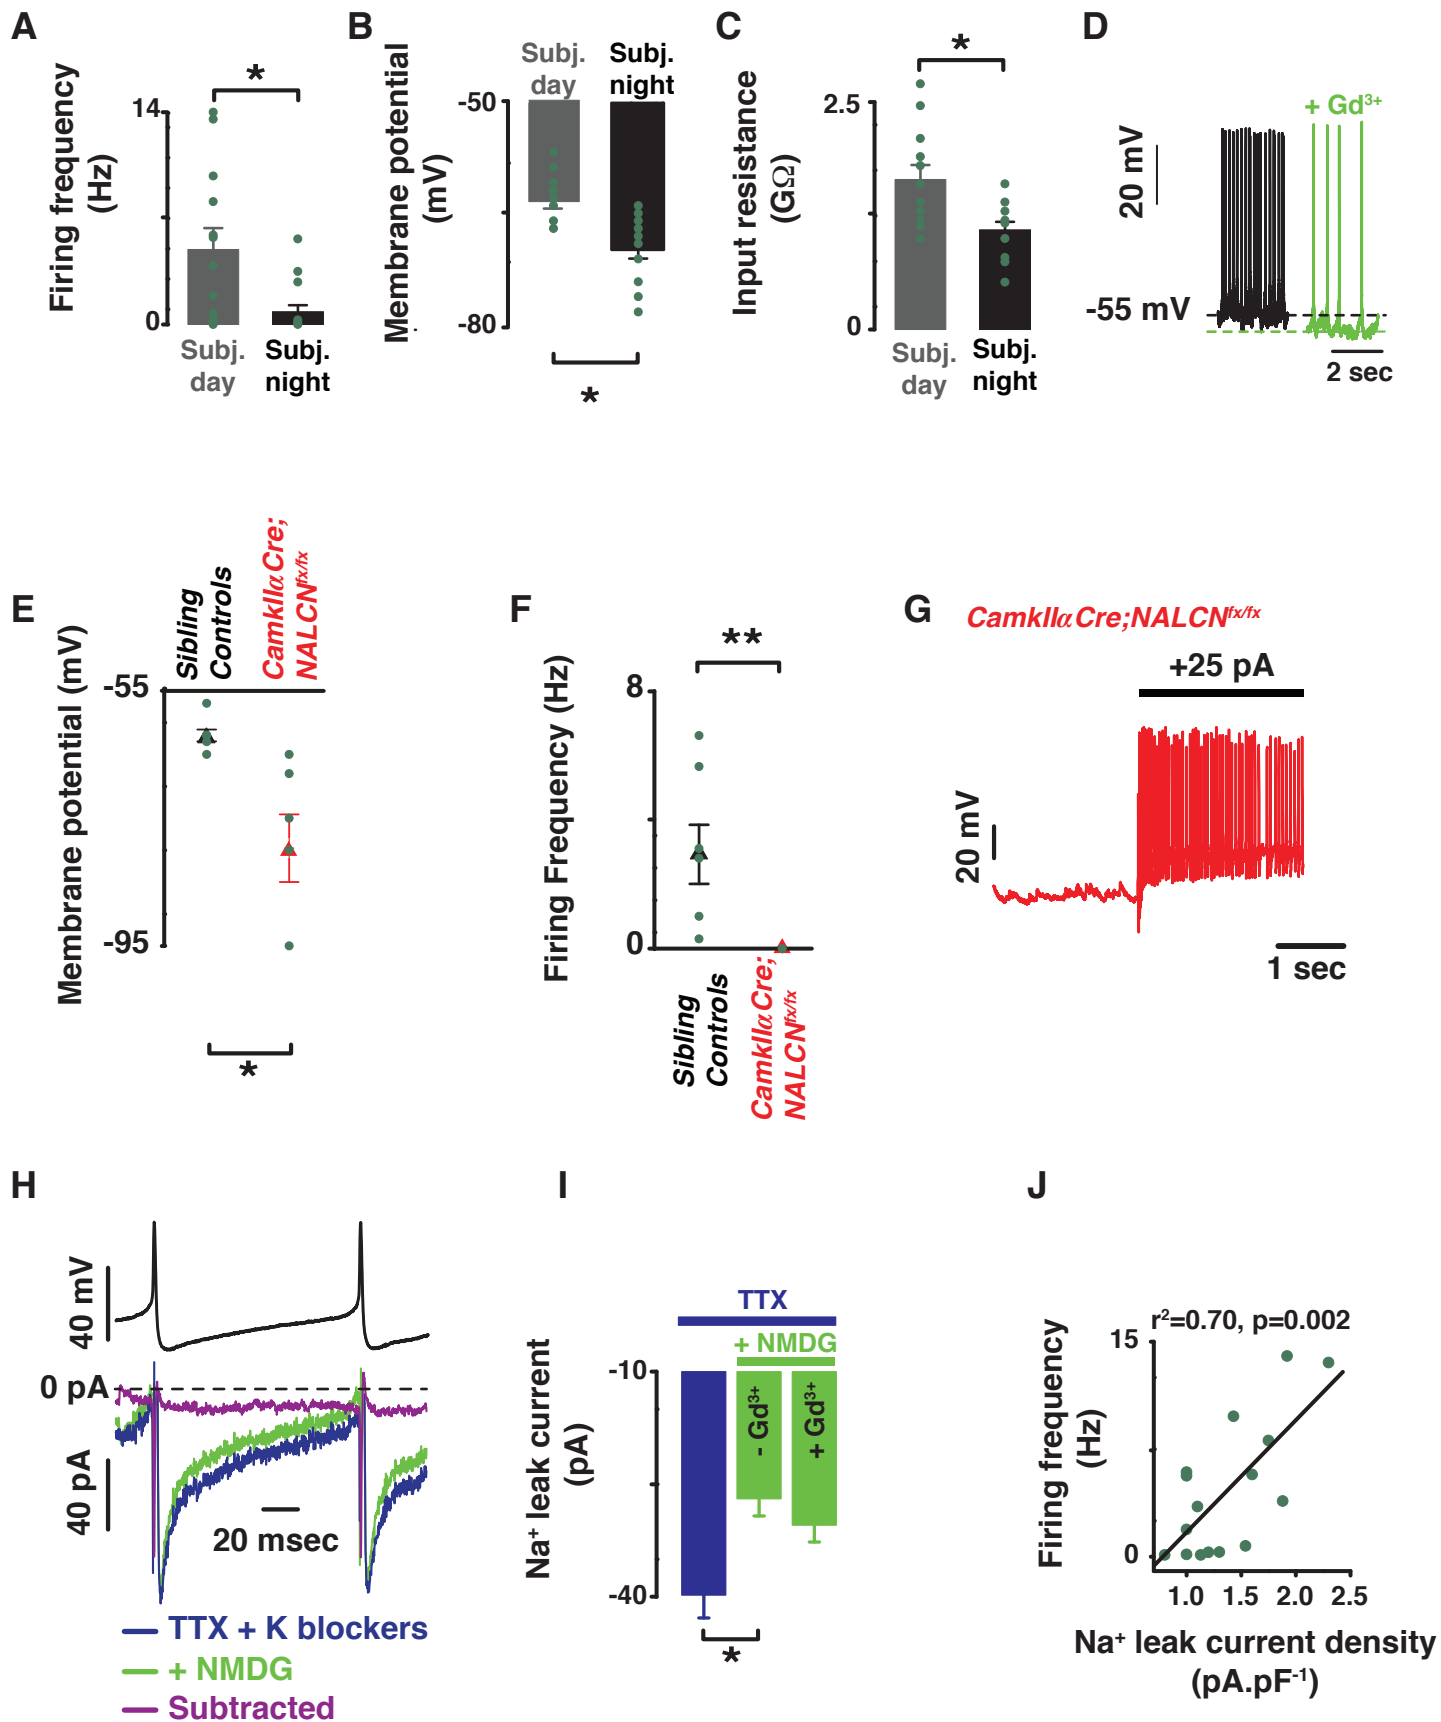 A
Firing frequency
(Hz)
14
0
*
Subj.
day
Subj.
night
B
Membrane potential
(mV)
Subj.
day
Subj.
night
-50
-80
*
C
Input resistance
(GΩ)
2.5
0
*
Subj.
day
Subj.
night
D
+ Gd3+
20 mV
-55 mV
2 sec
E
Membrane potential (mV)
Sibling
Controls
CamkIIαCre;
NALCNfx/fx
-55
-95
*
F
Firing Frequency (Hz)
8
0
**
Sibling
Controls
CamkIIαCre;
NALCNfx/fx
G
CamkIIαCre;NALCNfx/fx
+25 pA
20 mV
1 sec
H
40 mV
0 pA
40 pA
20 msec
TTX + K blockers
+ NMDG
Subtracted
I
Na+ leak current
(pA)
TTX
+ NMDG
-10
-40
- Gd3+
+ Gd3+
*
J
r2=0.70, p=0.002
Firing frequency
(Hz)
15
0
1.0 1.5 2.0 2.5
Na+ leak current density
(pA.pF-1)